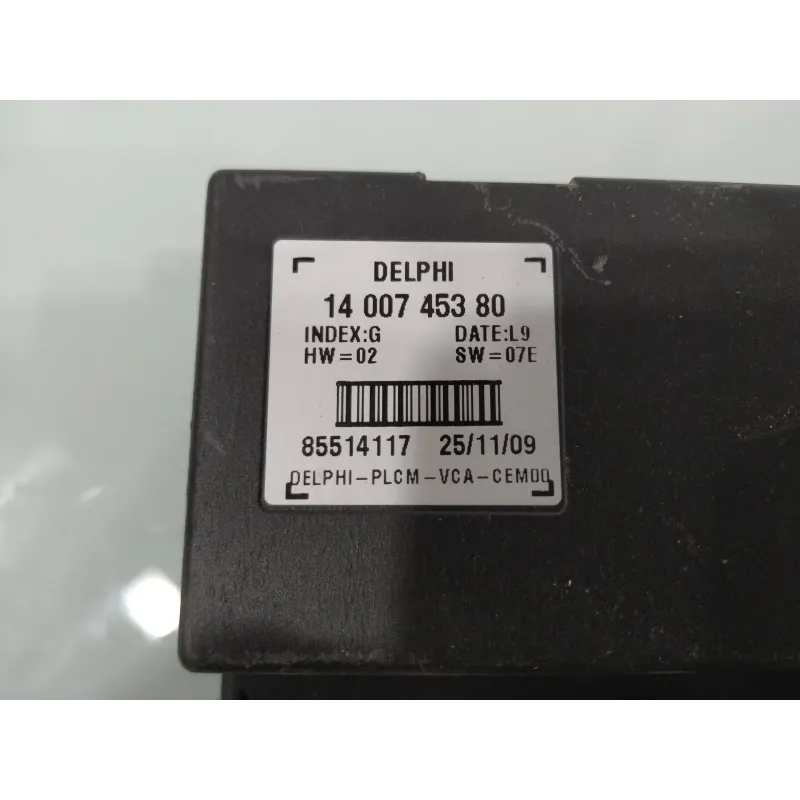 DELPHI
14 007 453 80
INDEX:G DATE:L9
HW=02 SW=07E
85514117 25/11/09
DELPHI-PLCM-VCA-CEM00